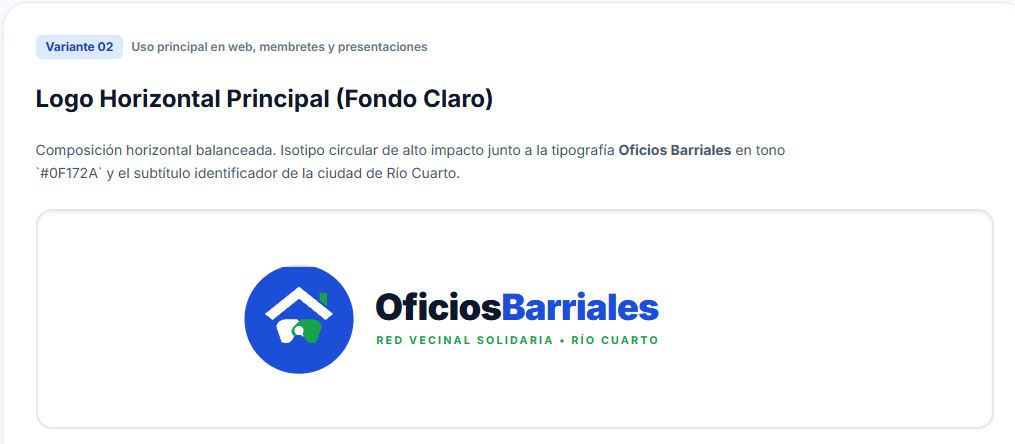 Variante 02 Uso principal en web, membretes y presentaciones
Logo Horizontal Principal (Fondo Claro)
Composición horizontal balanceada. Isotipo circular de alto impacto junto a la tipografía Oficios Barriales en tono
`#0F172A` y el subtítulo identificador de la ciudad de Río Cuarto.
OficiosBarriales
RED VECINAL SOLIDARIA • RÍO CUARTO